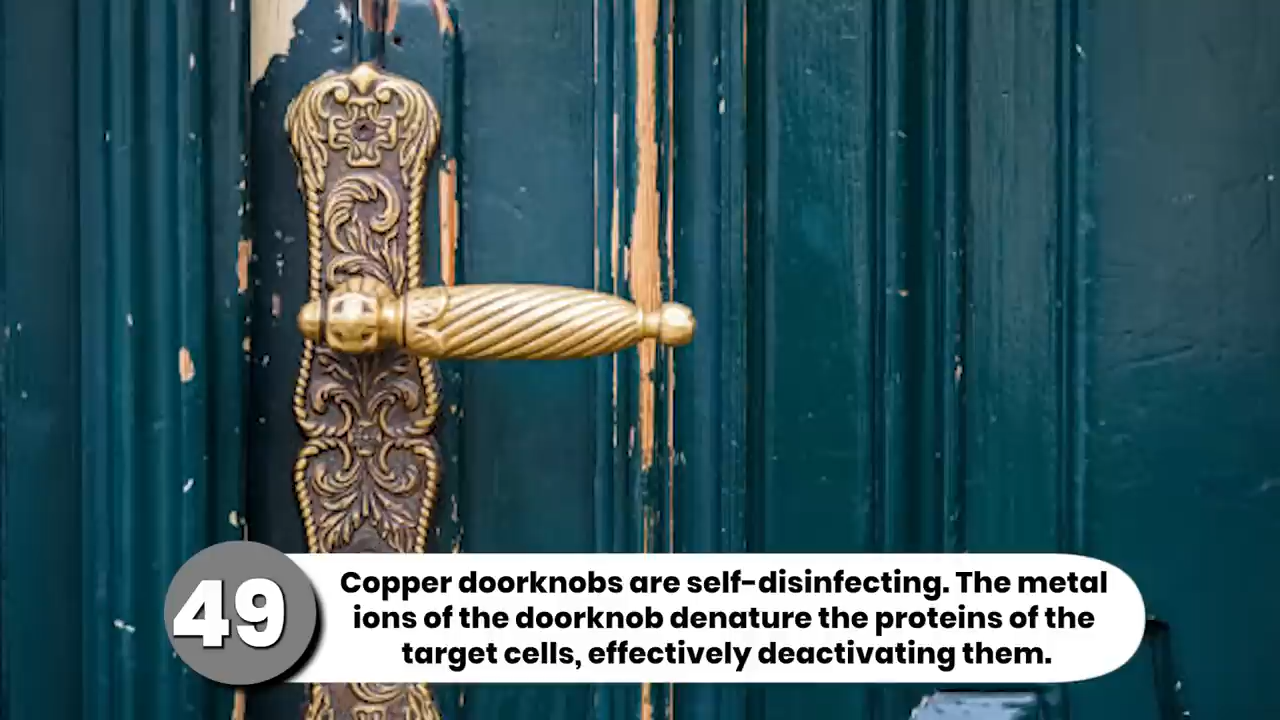 49
Copper doorknobs are self-disinfecting. The metal
ions of the doorknob denature the proteins of the
target cells, effectively deactivating them.